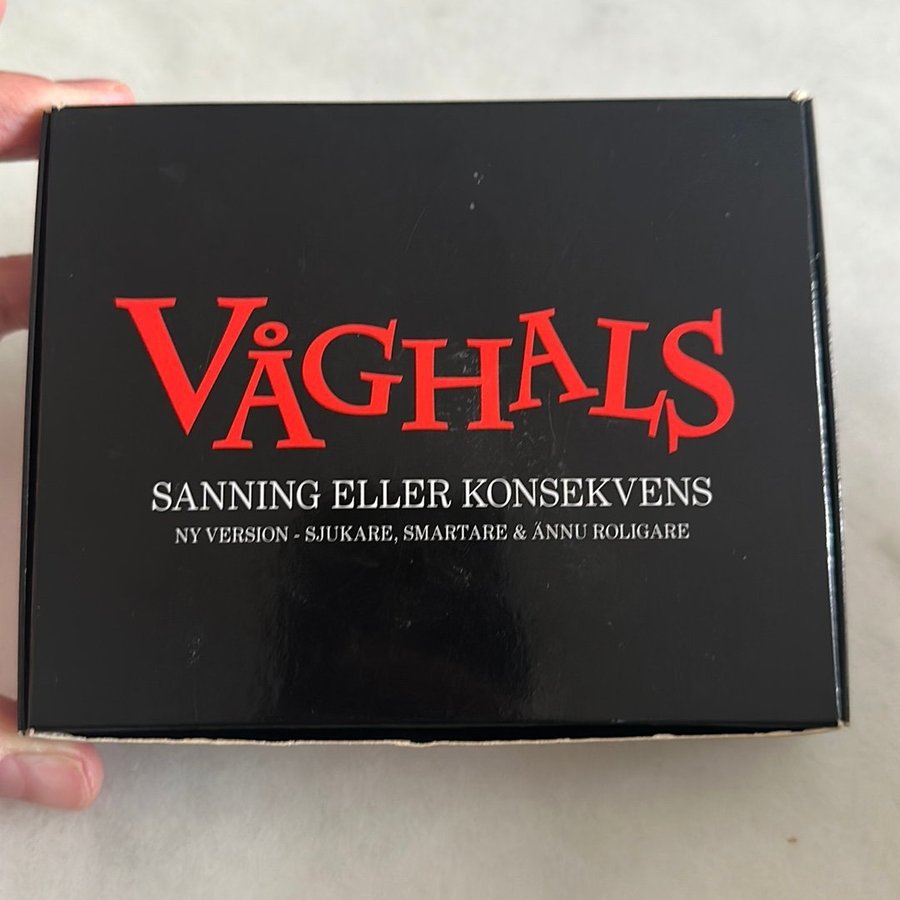 VÅGHALS
SANNING ELLER KONSEKVENS
NY VERSION - SJUKARE, SMARTARE & ÄNNU ROLIGARE